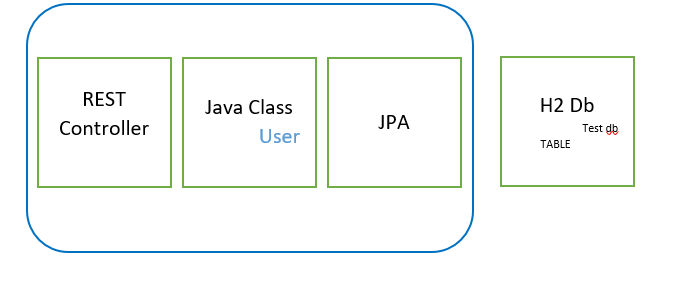 REST
Controller
Java Class
User
JPA
H2 Db
Test db
TABLE